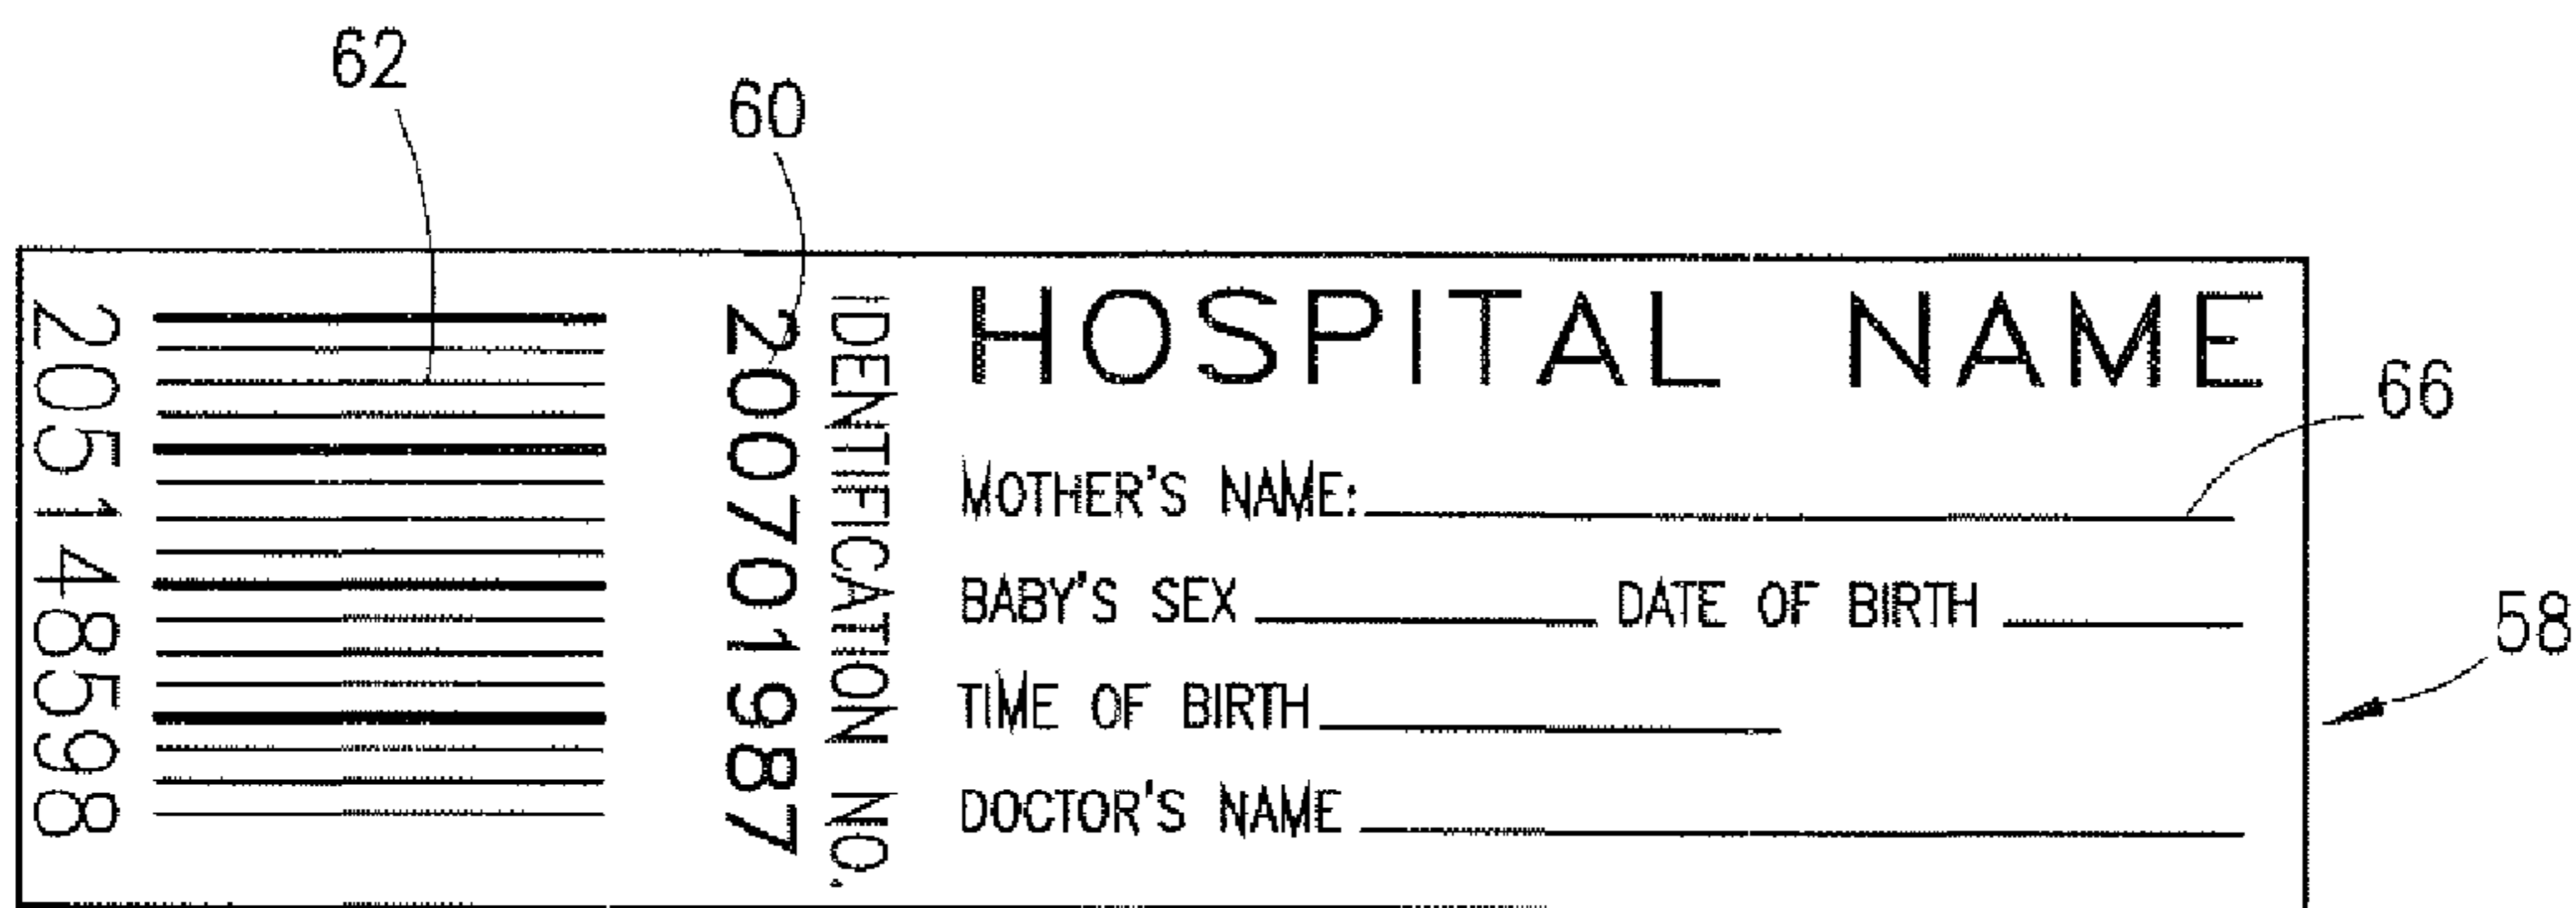 62
60
205148598
200701987
IDENTIFICATION NO.
HOSPITAL NAME
66
MOTHER'S NAME:
BABY'S SEX DATE OF BIRTH
58
TIME OF BIRTH
DOCTOR'S NAME